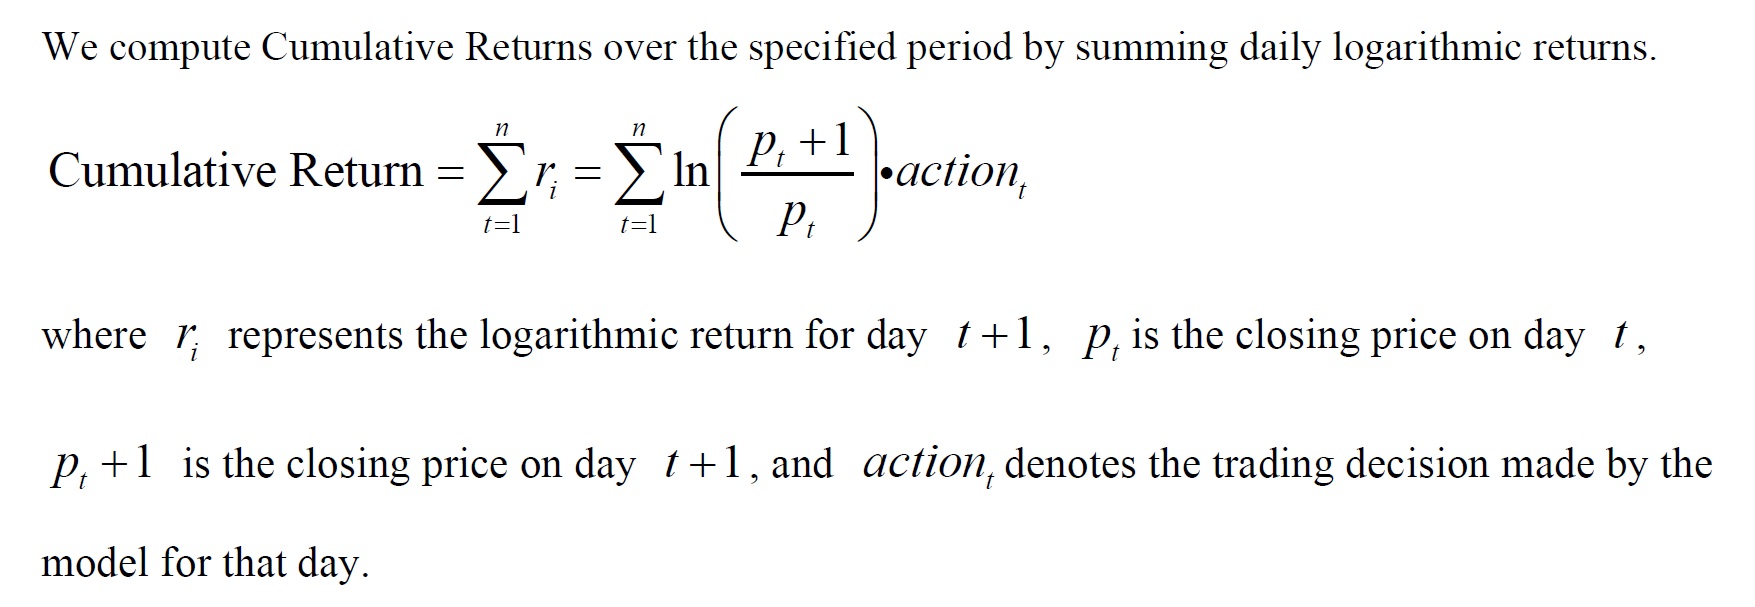 We compute Cumulative Returns over the specified period by summing daily logarithmic returns.
Cumulative Return = \sum_{t=1}^{n} r_i = \sum_{t=1}^{n} \ln\left(\frac{p_t + 1}{p_t}\right) \bullet action_t
where r_i represents the logarithmic return for day t+1, p_t is the closing price on day t,
p_t +1 is the closing price on day t+1, and action_t denotes the trading decision made by the
model for that day.